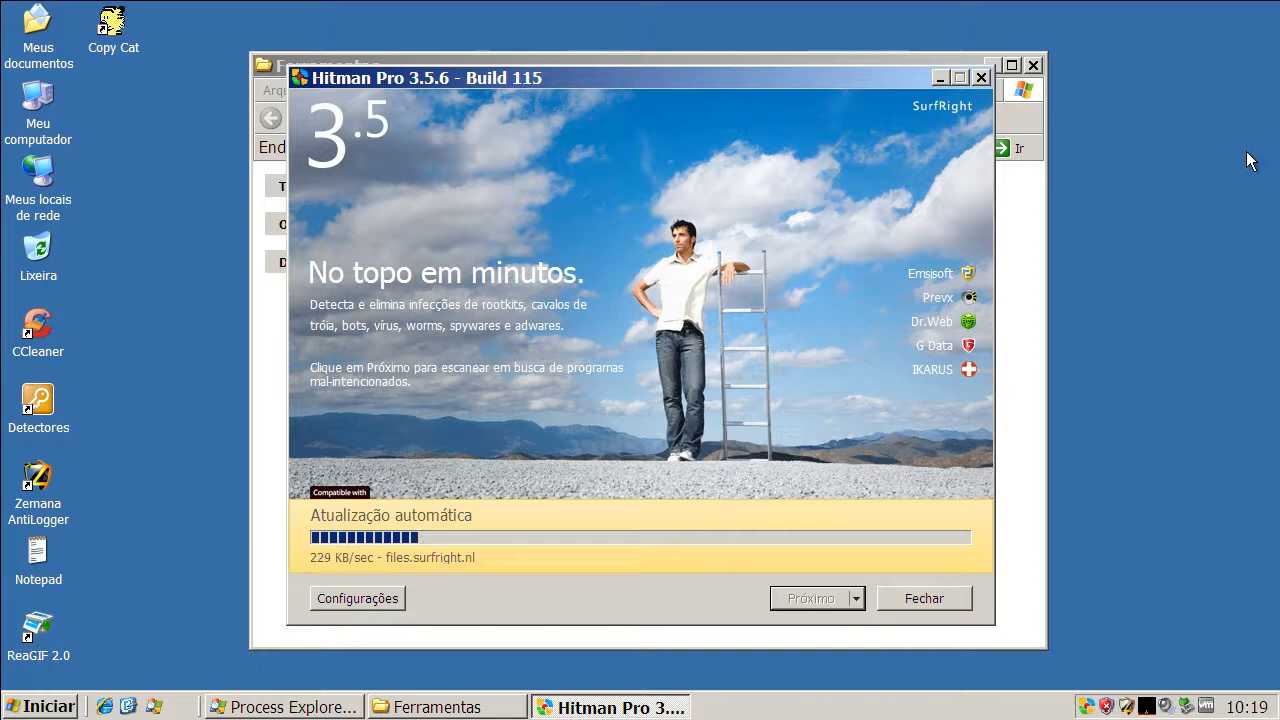 Meus
documentos
Copy Cat
Meu
computador
Meus locais
de rede
Lixeira
CCleaner
Detectores
Zemana
AntiLogger
Notepad
ReaGIF 2.0
Ferramentas
Arqu
End
Ir
T
O
D
Hitman Pro 3.5.6 - Build 115
3.5
SurfRight
No topo em minutos.
Detecta e elimina infecções de rootkits, cavalos de
tróia, bots, vírus, worms, spywares e adwares.
Clique em Próximo para escanear em busca de programas
mal-intencionados.
Emsisoft
Prevx
Dr.Web
G Data
IKARUS
Compatible with
Atualização automática
229 KB/sec - files.surfright.nl
Configurações
Próximo
Fechar
Iniciar
Process Explore...
Ferramentas
Hitman Pro 3....
10:19